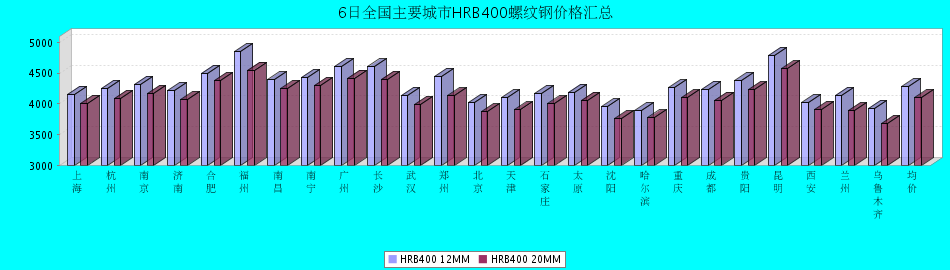 6日全国主要城市HRB400螺纹钢价格汇总
5000
4500
4000
3500
3000
上海
杭州
南京
济南
合肥
福州
南昌
南宁
广州
长沙
武汉
郑州
北京
天津
石家庄
太原
沈阳
哈尔滨
重庆
成都
贵阳
昆明
西安
兰州
乌鲁木齐
均价
HRB400 12MM
HRB400 20MM